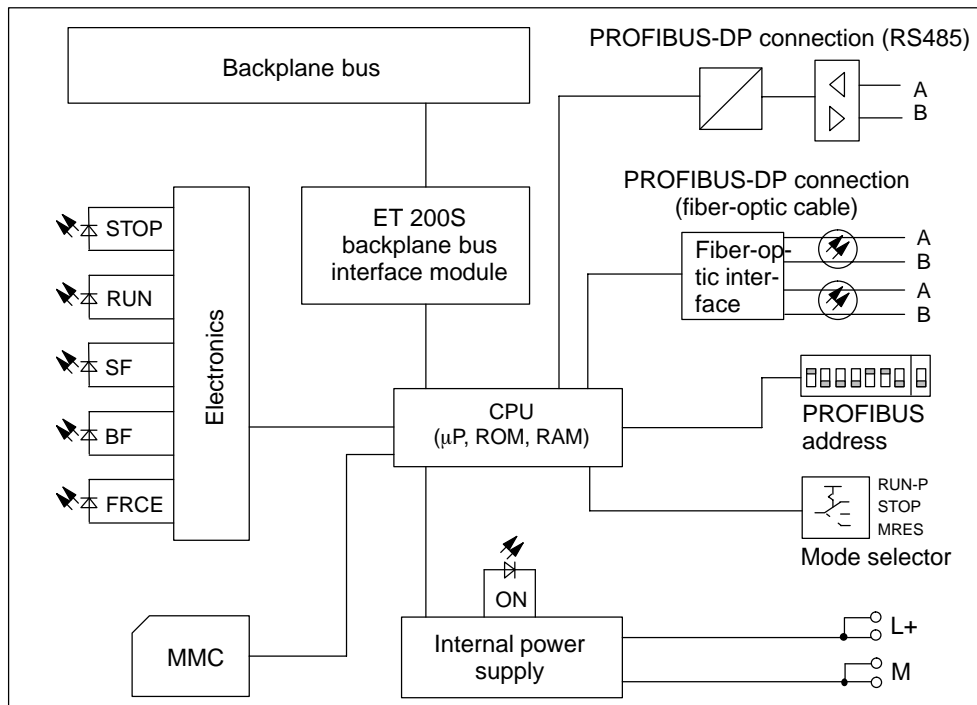 Backplane bus
PROFIBUS-DP connection (RS485)
A
B
PROFIBUS-DP connection
(fiber-optic cable)
Fiber-op-
tic inter-
face
A
B
A
B
ET 200S
backplane bus
interface module
STOP
RUN
SF
BF
FRCE
Electronics
CPU
(μP, ROM, RAM)
PROFIBUS
address
RUN-P
STOP
MRES
Mode selector
ON
MMC
Internal power
supply
L+
M